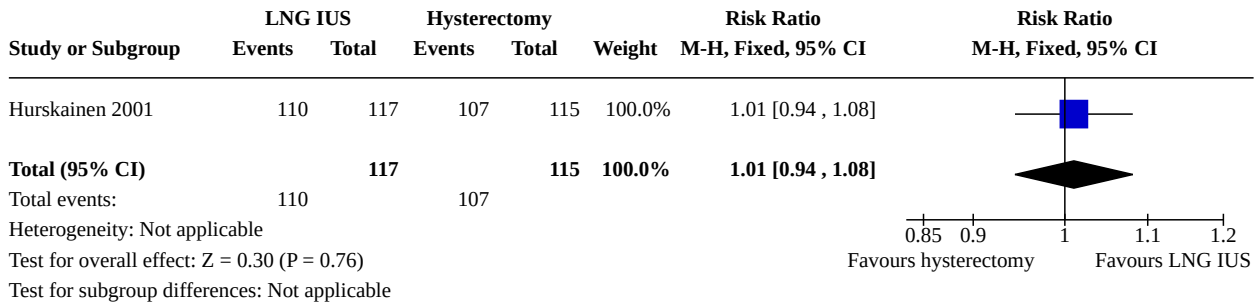 LNG IUS Hysterectomy Risk Ratio Risk Ratio
Study or Subgroup Events Total Events Total Weight M-H, Fixed, 95% CI M-H, Fixed, 95% CI
Hurskainen 2001 110 117 107 115 100.0% 1.01 [0.94 , 1.08]
Total (95% CI) 117 115 100.0% 1.01 [0.94 , 1.08]
Total events: 110 107
Heterogeneity: Not applicable
0.85 0.9 1 1.1 1.2
Test for overall effect: Z = 0.30 (P = 0.76) Favours hysterectomy Favours LNG IUS
Test for subgroup differences: Not applicable